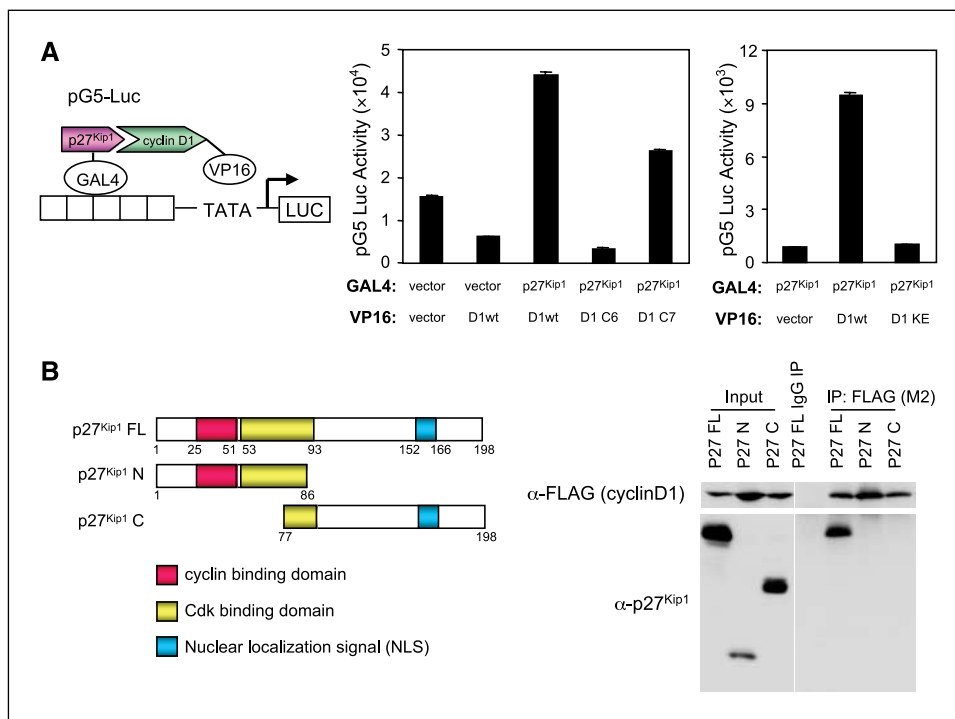 A
pG5-Luc
p27Kip1
cyclin D1
VP16
GAL4
TATA
LUC
pG5 Luc Activity (×10⁴)
5
4
3
2
1
0
GAL4: vector vector p27Kip1 p27Kip1 p27Kip1
VP16: vector D1wt D1wt D1 C6 D1 C7
pG5 Luc Activity (×10³)
12
9
6
3
0
GAL4: p27Kip1 p27Kip1 p27Kip1
VP16: vector D1wt D1 KE
B
p27Kip1 FL
1 25 51 53 93 152 166 198
p27Kip1 N
1 86
p27Kip1 C
77 198
cyclin binding domain
Cdk binding domain
Nuclear localization signal (NLS)
Input
P27 FL IgG IP
IP: FLAG (M2)
P27 FL
P27 N
P27 C
P27 FL
P27 N
P27 C
α-FLAG (cyclinD1)
α-p27Kip1